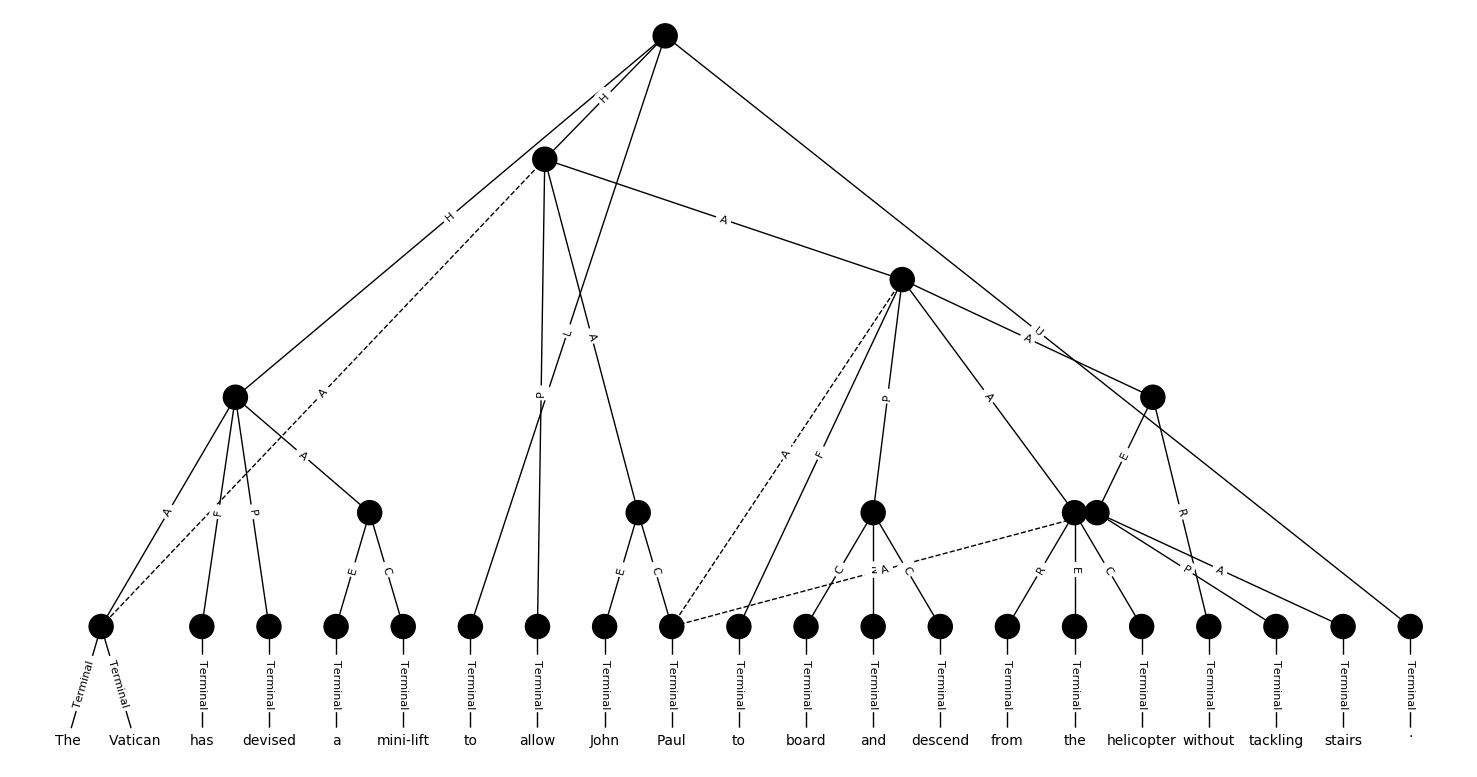 H
H
A
U
A
L
A
A
P
A
A
P
A
F
E
A
A
F
P
R
E
C
E
C
C
N
A
C
R
E
C
P
A
Terminal Terminal Terminal Terminal Terminal Terminal Terminal Terminal Terminal Terminal Terminal Terminal Terminal Terminal Terminal Terminal Terminal Terminal Terminal Terminal Terminal
The Vatican has devised a mini-lift to allow John Paul to board and descend from the helicopter without tackling stairs .